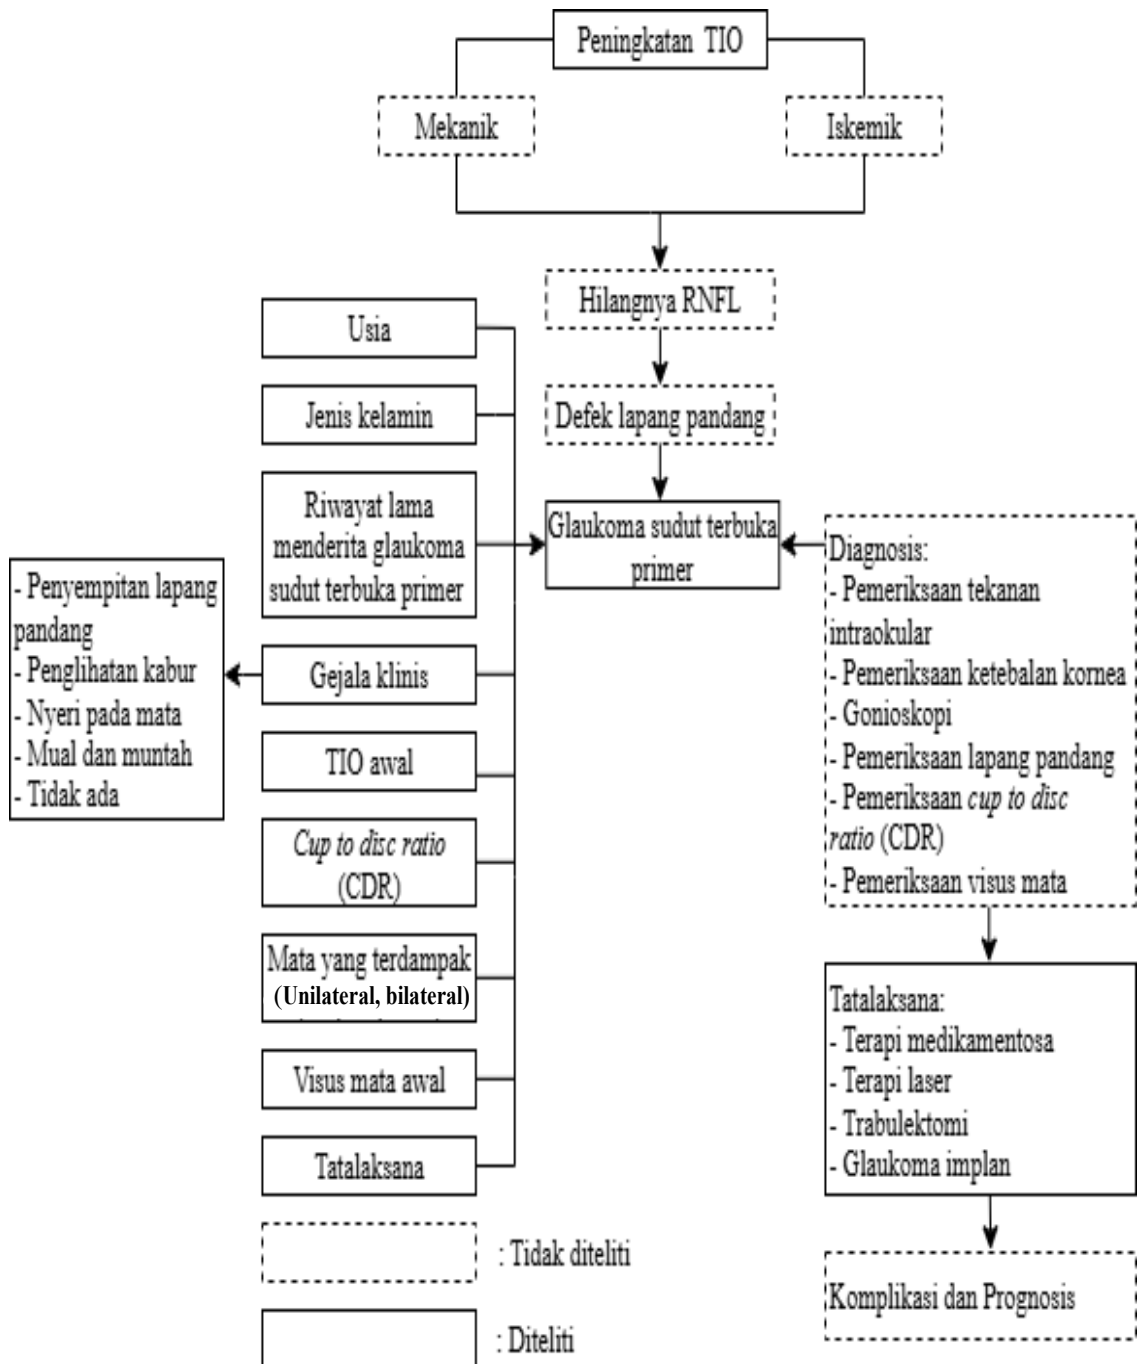 Peningkatan TIO
Mekanik
Iskemik
Hilangnya RNFL
Defek lapang pandang
Glaukoma sudut terbuka
primer
Usia
Jenis kelamin
Riwayat lama
menderita glaukoma
sudut terbuka primer
Gejala klinis
TIO awal
Cup to disc ratio
(CDR)
Mata yang terdampak
(Unilateral, bilateral)
Visus mata awal
Tatalaksana
- Penyempitan lapang
pandang
- Penglihatan kabur
- Nyeri pada mata
- Mual dan muntah
- Tidak ada
Diagnosis:
- Pemeriksaan tekanan
intraokular
- Pemeriksaan ketebalan kornea
- Gonioskopi
- Pemeriksaan lapang pandang
- Pemeriksaan cup to disc
ratio (CDR)
- Pemeriksaan visus mata
Tatalaksana:
- Terapi medikamentosa
- Terapi laser
- Trabulektomi
- Glaukoma implan
Komplikasi dan Prognosis
: Tidak diteliti
: Diteliti